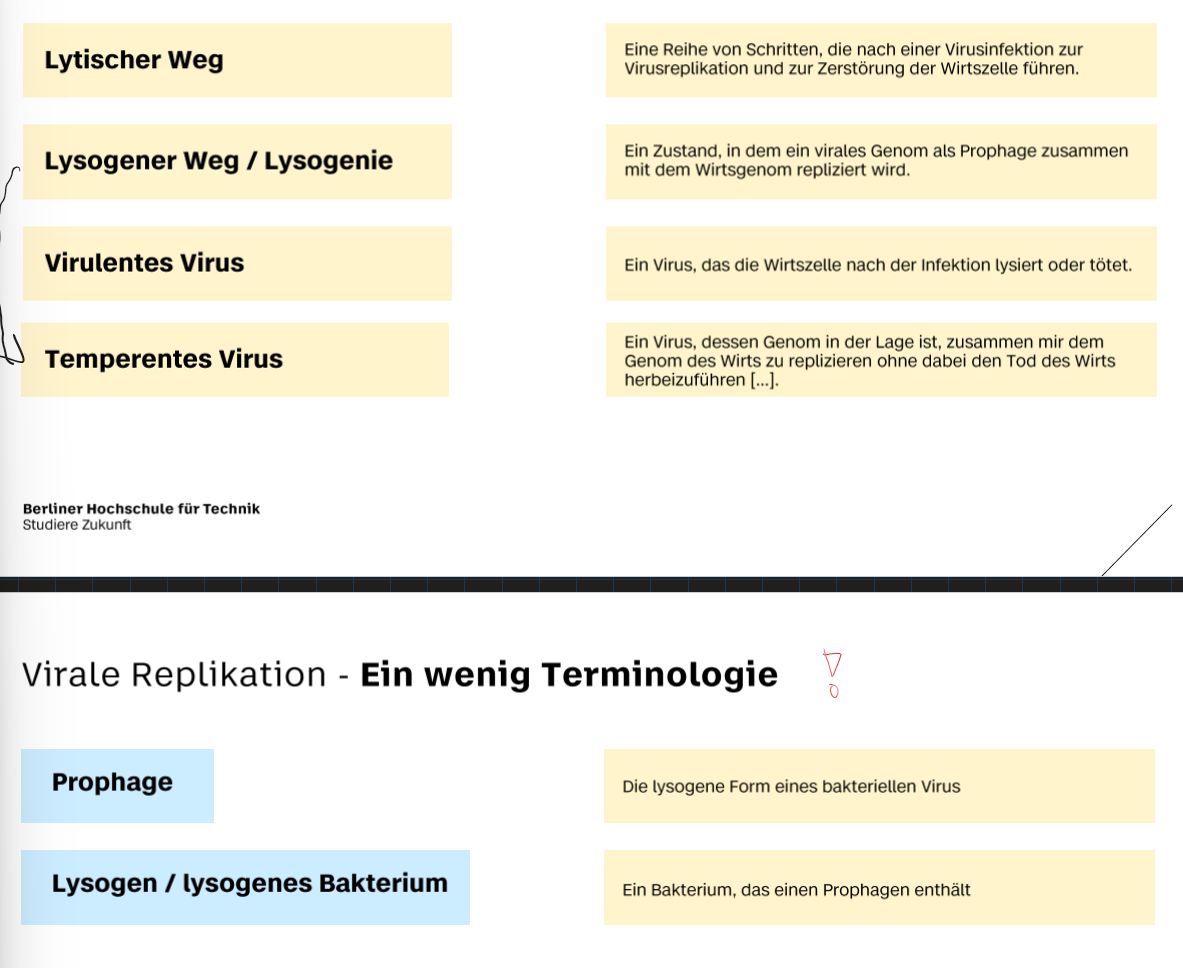 Lytischer Weg
Eine Reihe von Schritten, die nach einer Virusinfektion zur
Virusreplikation und zur Zerstörung der Wirtszelle führen.
Lysogener Weg / Lysogenie
Ein Zustand, in dem ein virales Genom als Prophage zusammen
mit dem Wirtsgenom repliziert wird.
Virulentes Virus
Ein Virus, das die Wirtszelle nach der Infektion lysiert oder tötet.
Temperentes Virus
Ein Virus, dessen Genom in der Lage ist, zusammen mir dem
Genom des Wirts zu replizieren ohne dabei den Tod des Wirts
herbeizuführen [...].
Berliner Hochschule für Technik
Studiere Zukunft
Virale Replikation - Ein wenig Terminologie !
Prophage
Die lysogene Form eines bakteriellen Virus
Lysogen / lysogenes Bakterium
Ein Bakterium, das einen Prophagen enthält